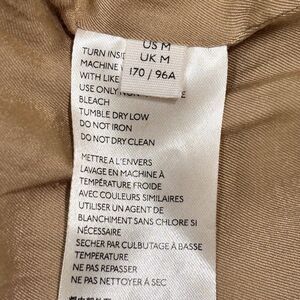 US M
UK M
170 / 96A
TURN INSI
MACHINE
WITH LIKE
USE ONLY NON
BLEACH
TUMBLE DRY LOW
DO NOT IRON
DO NOT DRY CLEAN
METTRE A L'ENVERS
LAVAGE EN MACHINE À
TEMPÉRATURE FROIDE
AVEC COULEURS SIMILAIRES
UTILISER UN AGENT DE
BLANCHIMENT SANS CHLORE SI
NÉCESSAIRE
SECHER PAR CULBUTAGE À BASSE
TEMPERATURE
NE PAS REPASSER
NE PAS NETTOYER À SEC